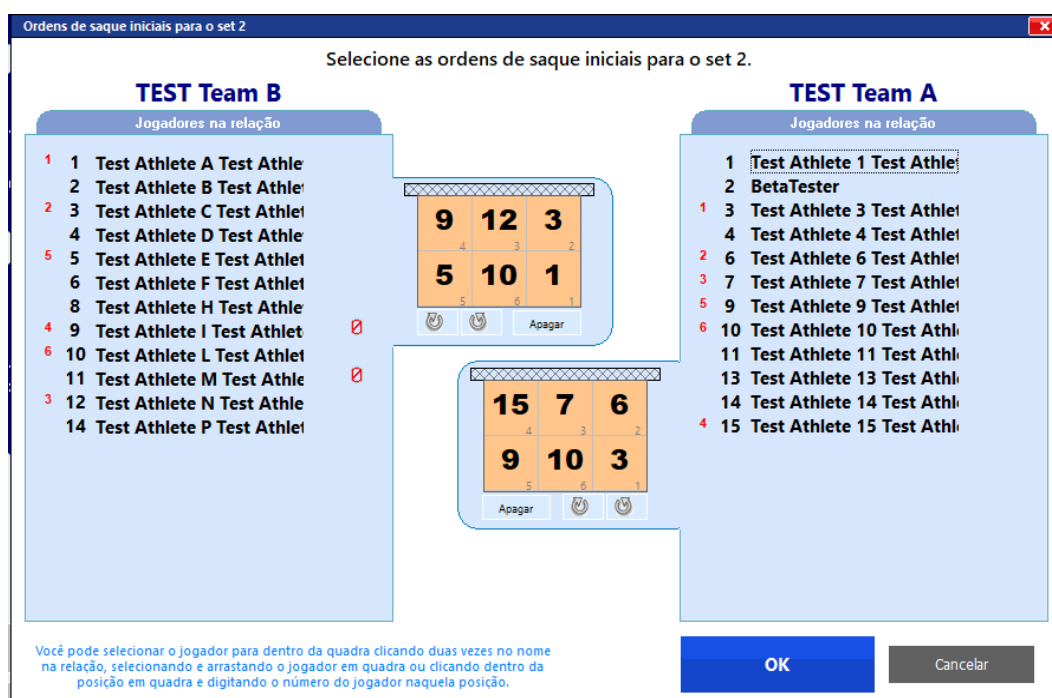 Ordens de saque iniciais para o set 2
Selecione as ordens de saque iniciais para o set 2.
TEST Team B
Jogadores na relação
1 1 Test Athlete A Test Athle
2 Test Athlete B Test Athlet
2 3 Test Athlete C Test Athlet
4 Test Athlete D Test Athle
5 5 Test Athlete E Test Athlet
6 Test Athlete F Test Athlet
8 Test Athlete H Test Athle
4 9 Test Athlete I Test Athlet
6 10 Test Athlete L Test Athlet
11 Test Athlete M Test Athle
3 12 Test Athlete N Test Athle
14 Test Athlete P Test Athlet
9 12 3
4 3 2
5 10 1
5 6 1
Apagar
TEST Team A
Jogadores na relação
1 Test Athlete 1 Test Athlet
2 BetaTester
1 3 Test Athlete 3 Test Athlet
4 Test Athlete 4 Test Athlet
2 6 Test Athlete 6 Test Athlet
3 7 Test Athlete 7 Test Athlet
5 9 Test Athlete 9 Test Athlet
6 10 Test Athlete 10 Test Athl
11 Test Athlete 11 Test Athl
13 Test Athlete 13 Test Athl
14 Test Athlete 14 Test Athl
4 15 Test Athlete 15 Test Athl
15 7 6
4 3 2
9 10 3
5 6 1
Apagar
Você pode selecionar o jogador para dentro da quadra clicando duas vezes no nome
na relação, selecionando e arrastando o jogador em quadra ou clicando dentro da
posição em quadra e digitando o número do jogador naquela posição.
OK
Cancelar